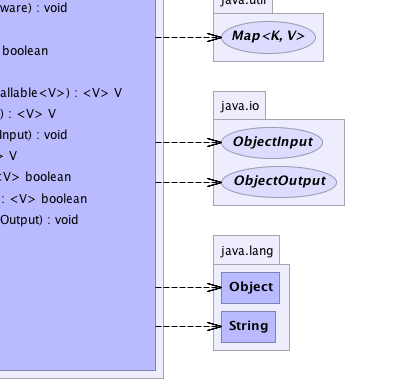 ware) : void
boolean
allable<V>) : <V> V
) : <V> V
Input) : void
> V
<V> boolean
: <V> boolean
Output) : void
java.util
Map<K, V>
java.io
ObjectInput
ObjectOutput
java.lang
Object
String